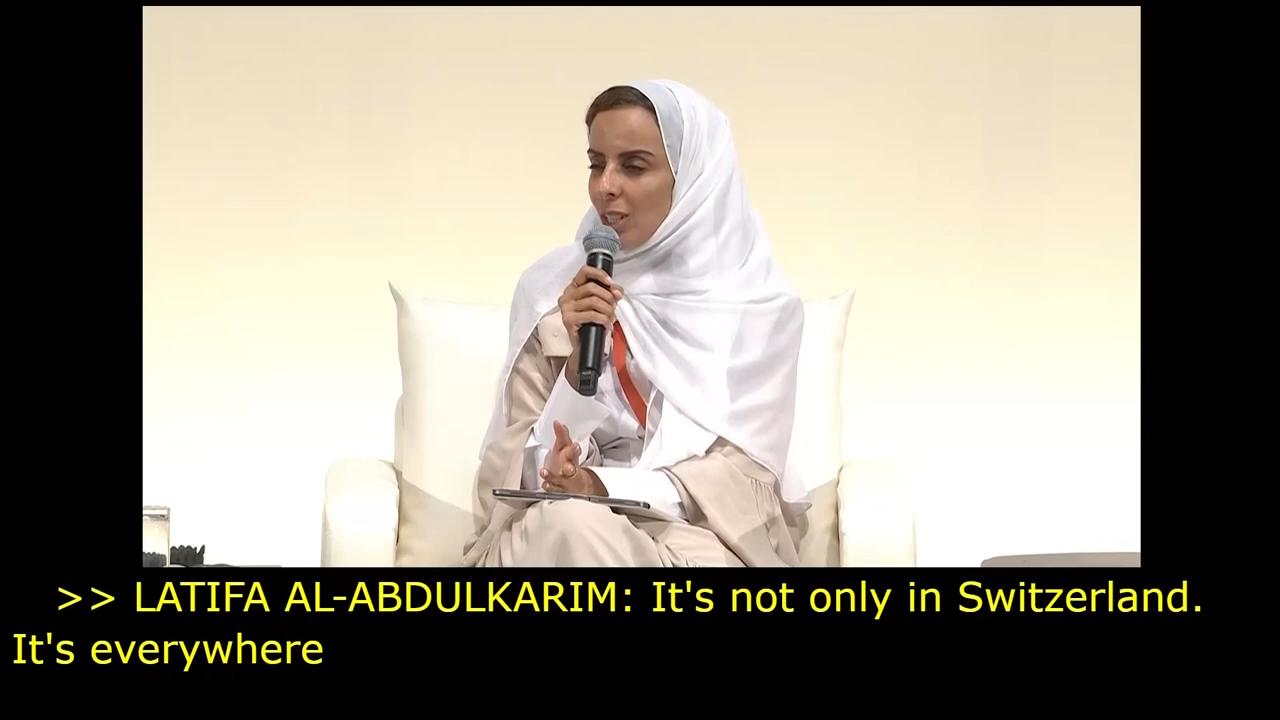 >> LATIFA AL-ABDULKARIM: It's not only in Switzerland.
It's everywhere